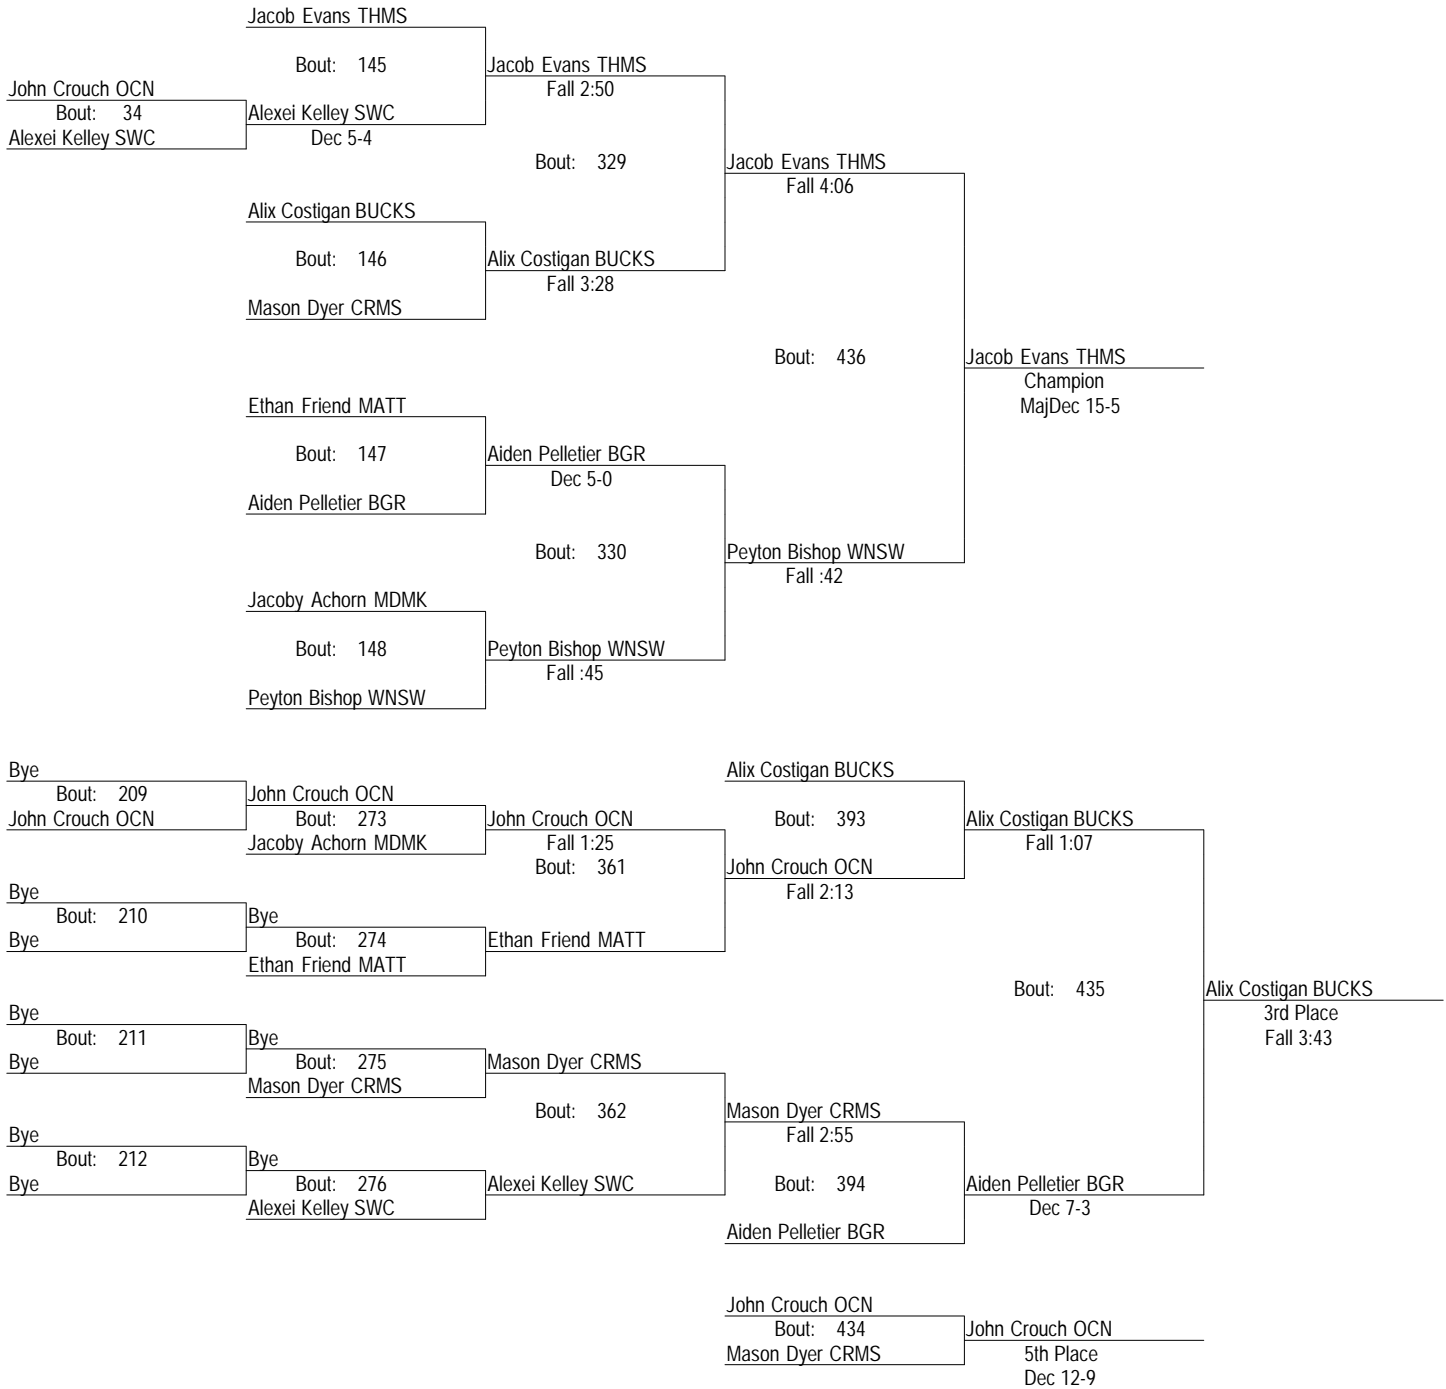 Jacob Evans THMS
Bout: 145
Jacob Evans THMS
Fall 2:50
John Crouch OCN
Bout: 34
Alexei Kelley SWC
Alexei Kelley SWC
Dec 5-4
Bout: 329
Jacob Evans THMS
Fall 4:06
Alix Costigan BUCKS
Bout: 146
Alix Costigan BUCKS
Fall 3:28
Mason Dyer CRMS
Bout: 436
Jacob Evans THMS
Champion
MajDec 15-5
Ethan Friend MATT
Bout: 147
Aiden Pelletier BGR
Dec 5-0
Aiden Pelletier BGR
Bout: 330
Peyton Bishop WNSW
Fall :42
Jacoby Achorn MDMK
Bout: 148
Peyton Bishop WNSW
Fall :45
Peyton Bishop WNSW
Bye
Bout: 209
John Crouch OCN
John Crouch OCN
Bout: 273
Jacoby Achorn MDMK
John Crouch OCN
Fall 1:25
Bout: 361
Alix Costigan BUCKS
Bout: 393
John Crouch OCN
Fall 2:13
Alix Costigan BUCKS
Fall 1:07
Bye
Bout: 210
Bye
Bye
Bout: 274
Ethan Friend MATT
Ethan Friend MATT
Bout: 435
Alix Costigan BUCKS
3rd Place
Fall 3:43
Bye
Bout: 211
Bye
Bye
Bout: 275
Mason Dyer CRMS
Mason Dyer CRMS
Bout: 362
Mason Dyer CRMS
Fall 2:55
Bye
Bout: 212
Bye
Bye
Bout: 276
Alexei Kelley SWC
Alexei Kelley SWC
Bout: 394
Aiden Pelletier BGR
Dec 7-3
Aiden Pelletier BGR
John Crouch OCN
Bout: 434
Mason Dyer CRMS
John Crouch OCN
5th Place
Dec 12-9